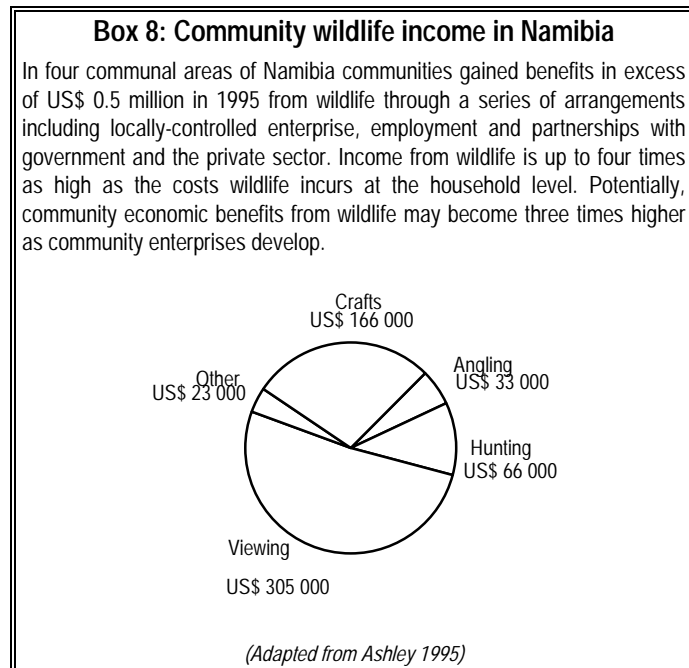 Box 8: Community wildlife income in Namibia
In four communal areas of Namibia communities gained benefits in excess
of US$ 0.5 million in 1995 from wildlife through a series of arrangements
including locally-controlled enterprise, employment and partnerships with
government and the private sector. Income from wildlife is up to four times
as high as the costs wildlife incurs at the household level. Potentially,
community economic benefits from wildlife may become three times higher
as community enterprises develop.
Crafts
US$ 166 000
Angling
US$ 33 000
Other
US$ 23 000
Hunting
US$ 66 000
Viewing
US$ 305 000
(Adapted from Ashley 1995)